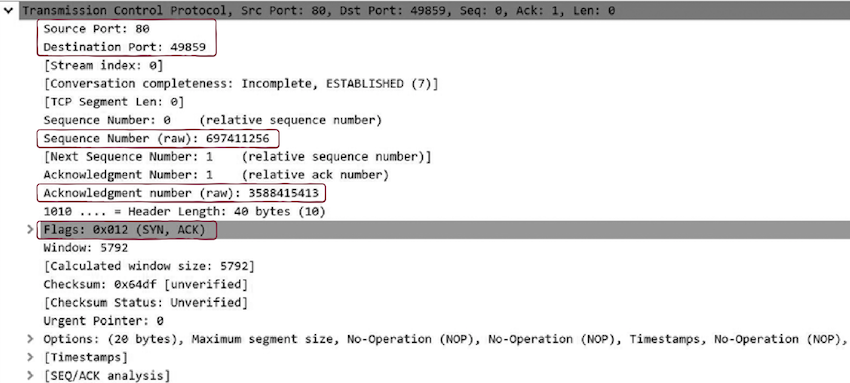 Transmission Control Protocol, Src Port: 80, Dst Port: 49859, Seq: 0, Ack: 1, Len: 0
Source Port: 80
Destination Port: 49859
[Stream index: 0]
[Conversation completeness: Incomplete, ESTABLISHED (7)]
[TCP Segment Len: 0]
Sequence Number: 0    (relative sequence number)
Sequence Number (raw): 697411256
[Next Sequence Number: 1    (relative sequence number)]
Acknowledgment Number: 1    (relative ack number)
Acknowledgment number (raw): 3588415413
1010 .... = Header Length: 40 bytes (10)
Flags: 0x012 (SYN, ACK)
Window: 5792
[Calculated window size: 5792]
Checksum: 0x64df [unverified]
[Checksum Status: Unverified]
Urgent Pointer: 0
Options: (20 bytes), Maximum segment size, No-Operation (NOP), No-Operation (NOP), Timestamps, No-Operation (NOP),
[Timestamps]
[SEQ/ACK analysis]